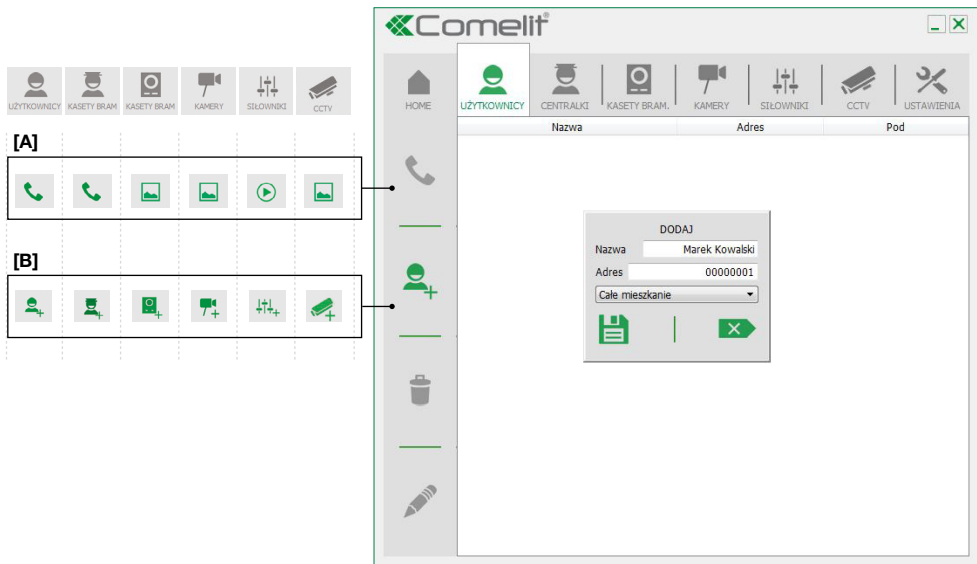 Comelit®
UŻYTKOWNICY KASETY BRAM KASETY BRAM KAMERY SIŁOWNIKI CCTV
HOME UŻYTKOWNICY CENTRALKI KASETY BRAM. KAMERY SIŁOWNIKI CCTV USTAWIENIA
Nazwa Adres Pod
[A]
[B]
DODAJ
Nazwa Marek Kowalski
Adres 00000001
Całe mieszkanie